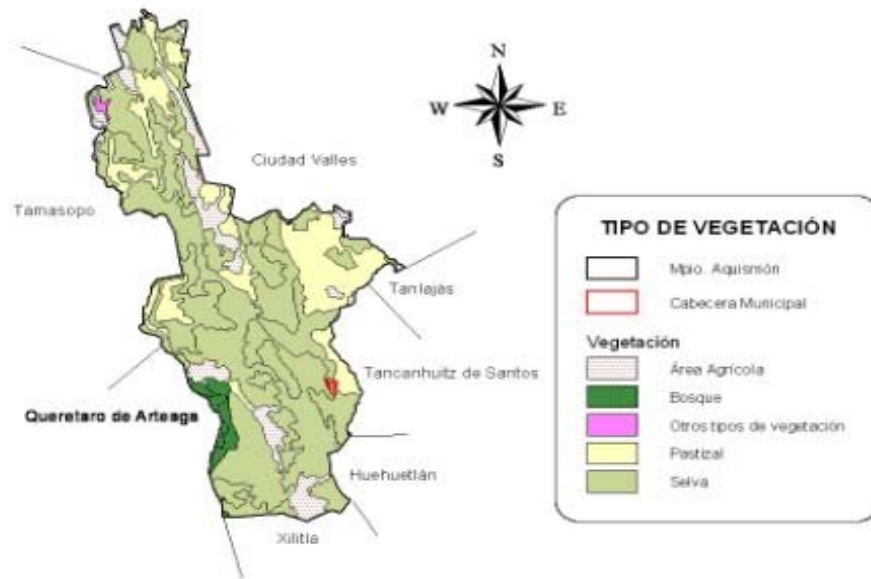 N
W
E
S
Ciudad Valles
Tamasopo
Tanlajás
Tancanhuitz de Santos
Queretaro de Arteaga
Huehuetlán
Xilitla
TIPO DE VEGETACIÓN
Mpio. Aquismón
Cabecera Municipal
Vegetación
Área Agrícola
Bosque
Otros tipos de vegetación
Pastizal
Selva